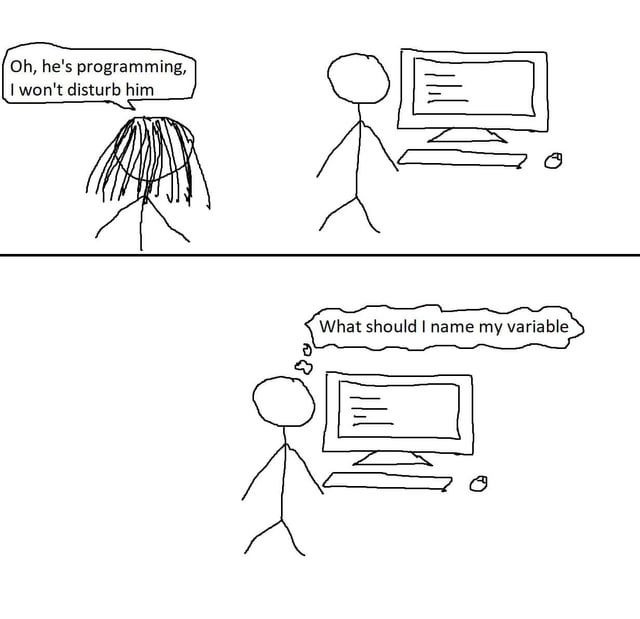 Oh, he's programming,
I won't disturb him
What should I name my variable